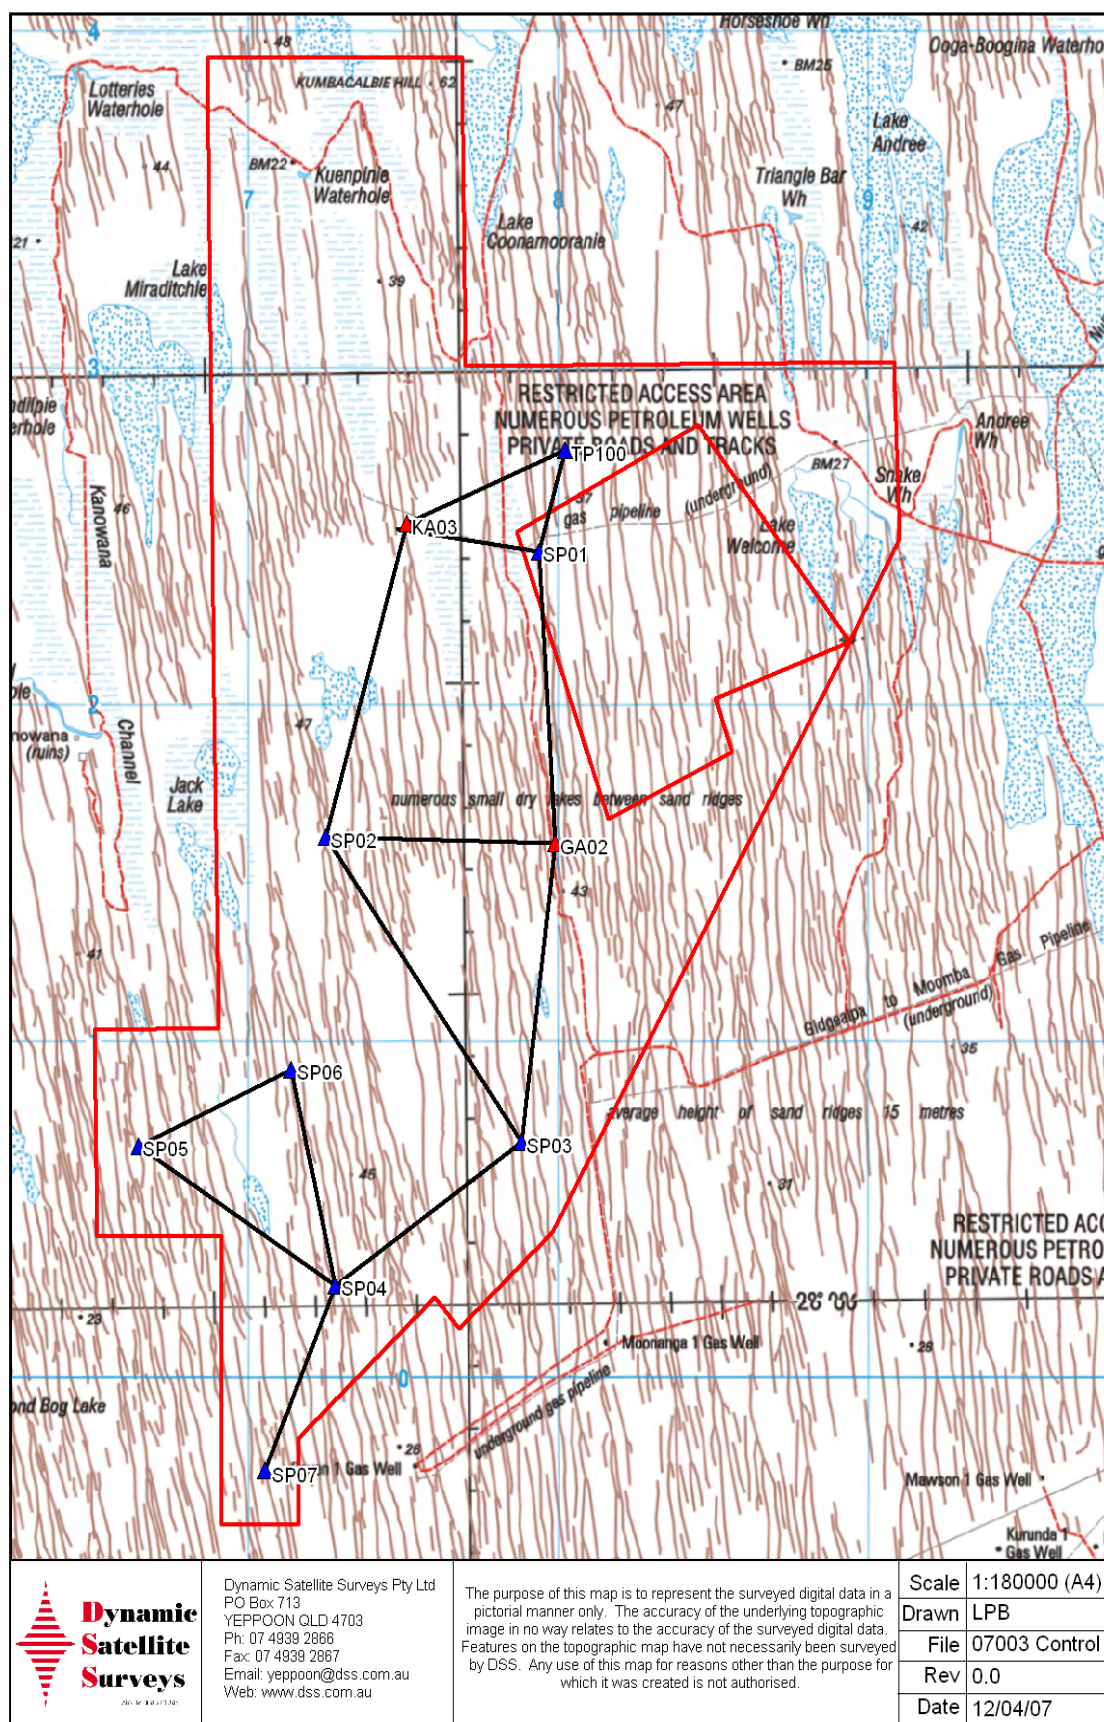 Horseshoe Wh
4
48
BM25
Ooga-Boogina Waterho
KUMBACALBIE HILL
62
Lotteries
Waterhole
47
Lake
Andree
44
BM22
Kuenpinie
Waterhole
Triangle Bar
Wh
7
8
9
42
21
Lake
Coonamooranie
Lake
Miraditchie
39
3
RESTRICTED ACCESS AREA
NUMEROUS PETROLEUM WELLS
PRIVATE ROADS AND TRACKS
ndilpie
erhole
Andree
Wh
TP100
BM27
Snake
Wh
Kanowana
46
37
gas pipeline (underground)
KA03
Lake
Welcome
SP01
2
nowana
(ruins)
47
Channel
Jack
Lake
numerous small dry lakes between sand ridges
SP02
GA02
43
41
Gidgealpa to Moomba Gas Pipeline
(underground)
35
SP06
average height of sand ridges 15 metres
SP05
SP03
45
31
RESTRICTED ACC
NUMEROUS PETRO
PRIVATE ROADS A
SP04
23
Moonanga 1 Gas Well
28
0
ond Bog Lake
underground gas pipeline
26
SP07
n 1 Gas Well
Mawson 1 Gas Well
Kurunda 1
Gas Well
Dynamic
Satellite
Surveys
Dynamic Satellite Surveys Pty Ltd
PO Box 713
YEPPOON QLD 4703
Ph: 07 4939 2866
Fax: 07 4939 2867
Email: yeppoon@dss.com.au
Web: www.dss.com.au
The purpose of this map is to represent the surveyed digital data in a
pictorial manner only. The accuracy of the underlying topographic
image in no way relates to the accuracy of the surveyed digital data.
Features on the topographic map have not necessarily been surveyed
by DSS. Any use of this map for reasons other than the purpose for
which it was created is not authorised.
Scale 1:180000 (A4)
Drawn LPB
File 07003 Control
Rev 0.0
Date 12/04/07